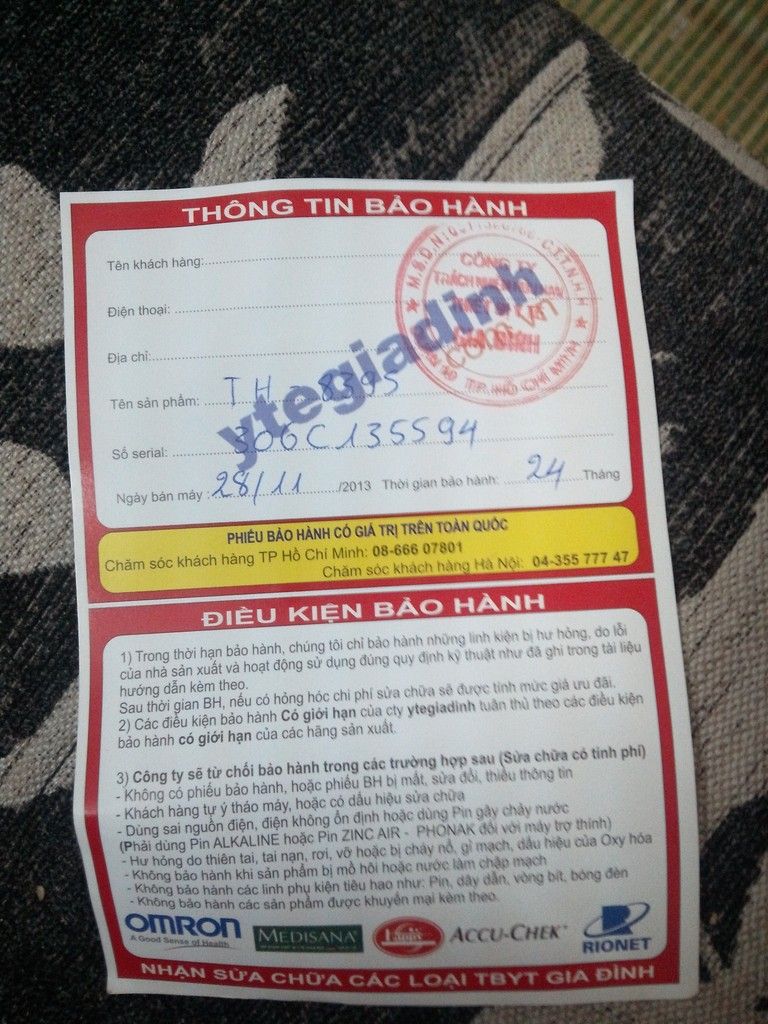 THÔNG TIN BẢO HÀNH
Tên khách hàng:
Điện thoại:
Địa chỉ:
Tên sản phẩm: TH 8395
Số serial: 306C135594
Ngày bán máy: 28/11/2013 Thời gian bảo hành: 24 Tháng
ytegiadinh
.com.vn
CÔNG TY
TRÁCH NHIỆM
GIA ĐÌNH
TP. HỒ CHÍ MINH
PHIẾU BẢO HÀNH CÓ GIÁ TRỊ TRÊN TOÀN QUỐC
Chăm sóc khách hàng TP Hồ Chí Minh: 08-666 07801
Chăm sóc khách hàng Hà Nội: 04-355 777 47
ĐIỀU KIỆN BẢO HÀNH
1) Trong thời hạn bảo hành, chúng tôi chỉ bảo hành những linh kiện bị hư hỏng, do lỗi
của nhà sản xuất và hoạt động sử dụng đúng quy định kỹ thuật như đã ghi trong tài liệu
hướng dẫn kèm theo.
Sau thời gian BH, nếu có hỏng hóc chi phí sửa chữa sẽ được tính mức giá ưu đãi.
2) Các điều kiện bảo hành Có giới hạn của cty ytegiadinh tuân thủ theo các điều kiện
bảo hành có giới hạn của các hãng sản xuất.
3) Công ty sẽ từ chối bảo hành trong các trường hợp sau (Sửa chữa có tính phí)
- Không có phiếu bảo hành, hoặc phiếu BH bị mất, sửa đổi, thiếu thông tin
- Khách hàng tự ý tháo máy, hoặc có dấu hiệu sửa chữa
- Dùng sai nguồn điện, điện không ổn định hoặc dùng Pin gây chảy nước
(Phải dùng Pin ALKALINE hoặc Pin ZINC AIR - PHONAK đối với máy trợ thính)
- Hư hỏng do thiên tai, tai nạn, rơi, vỡ hoặc bị cháy nổ, gỉ mạch, dấu hiệu của Oxy hóa
- Không bảo hành khi sản phẩm bị mồ hôi hoặc nước làm chập mạch
- Không bảo hành các linh phụ kiện tiêu hao như: Pin, dây dẫn, vòng bít, bóng đèn
- Không bảo hành các sản phẩm được khuyến mại kèm theo.
OMRON MEDISANA ACCU-CHEK RIONET
A Good Sense of Health
NHẬN SỬA CHỮA CÁC LOẠI TBYT GIA ĐÌNH